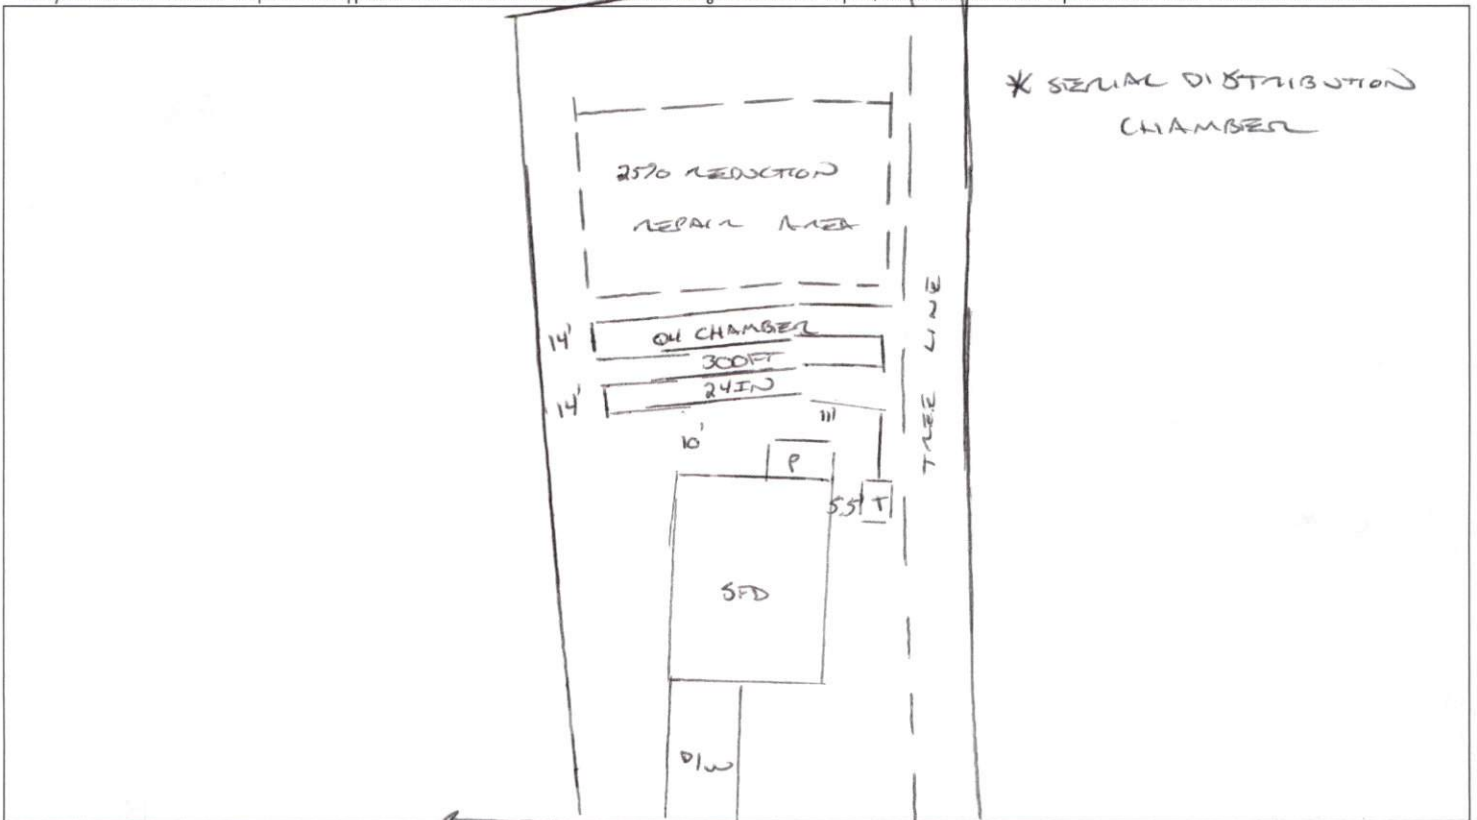 * SERIAL DISTRIBUTION
CHAMBER
25% REDUCTION
REPAIR AREA
14'
Q4 CHAMBER
300FT
14'
24IN
TREE LINE
10'
11'
P
5.5'
T
SFD
D/W